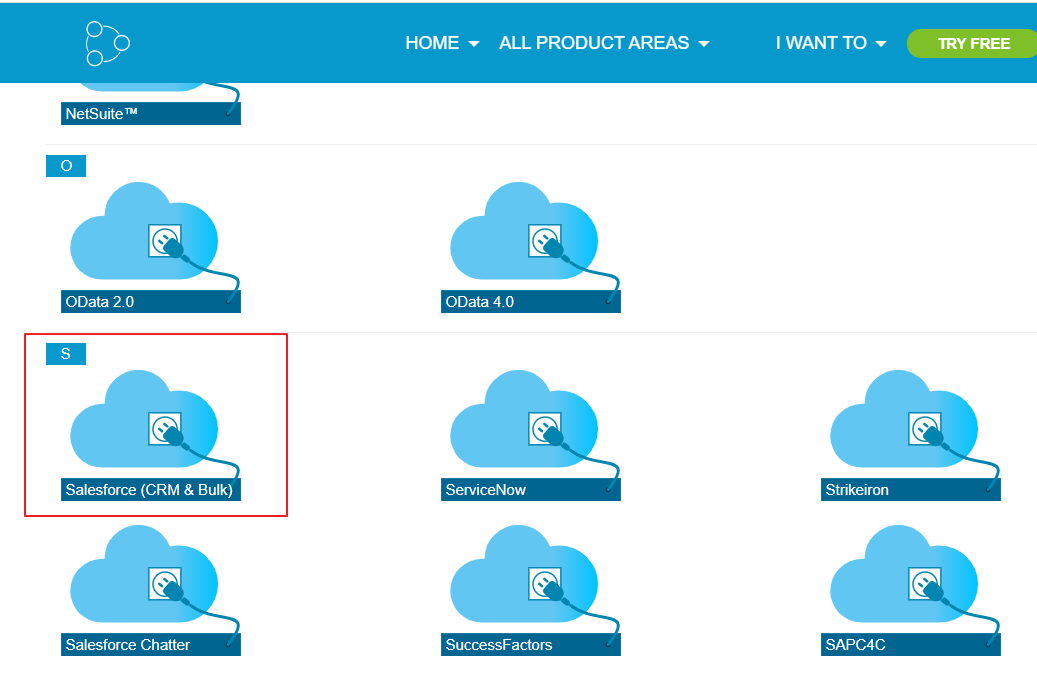 HOME ALL PRODUCT AREAS I WANT TO TRY FREE
NetSuite™
O
OData 2.0 OData 4.0
S
Salesforce (CRM & Bulk) ServiceNow Strikeiron
Salesforce Chatter SuccessFactors SAPC4C